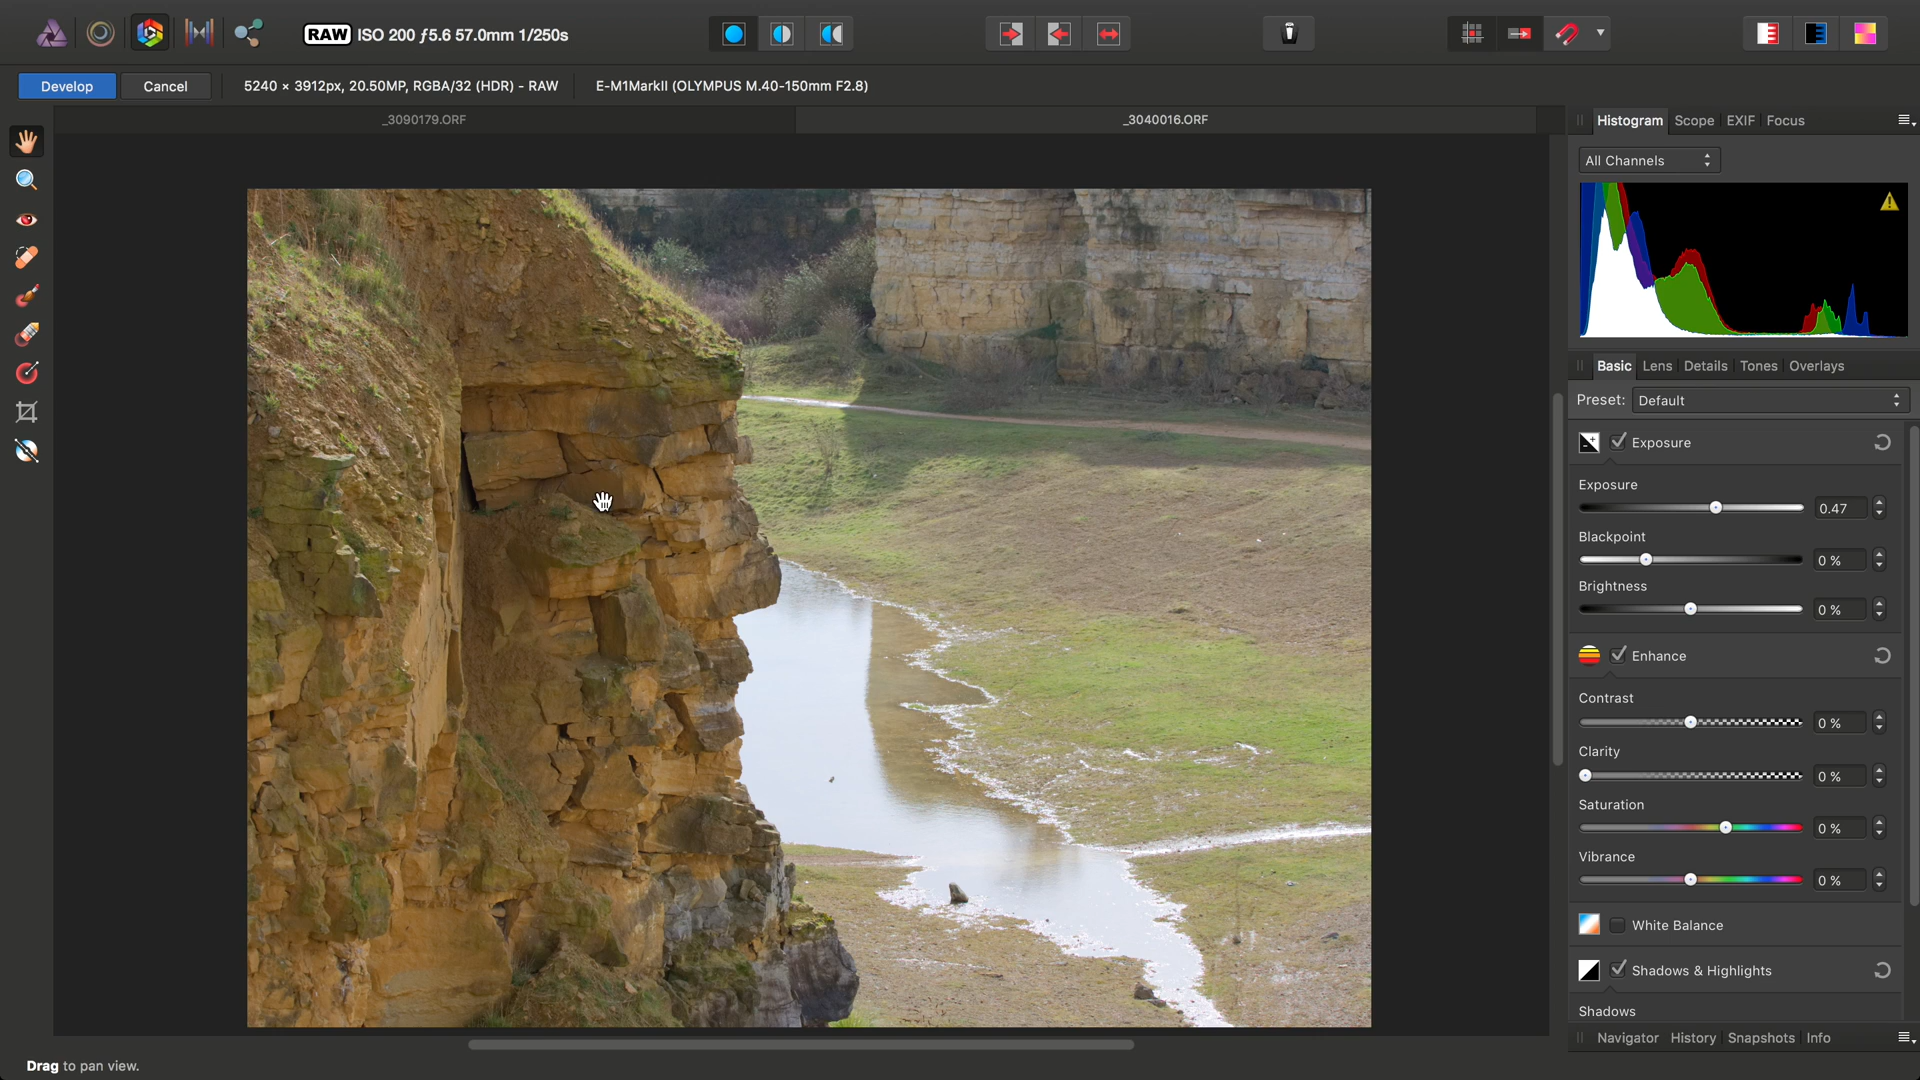 RAW ISO 200 ƒ5.6 57.0mm 1/250s
Develop Cancel 5240 × 3912px, 20.50MP, RGBA/32 (HDR) - RAW E-M1MarkII (OLYMPUS M.40-150mm F2.8)
_3090179.ORF _3040016.ORF
Histogram Scope EXIF Focus
All Channels
Basic Lens Details Tones Overlays
Preset: Default
Exposure
Exposure
0.47
Blackpoint
0 %
Brightness
0 %
Enhance
Contrast
0 %
Clarity
0 %
Saturation
0 %
Vibrance
0 %
White Balance
Shadows & Highlights
Shadows
Navigator History Snapshots Info
Drag to pan view.